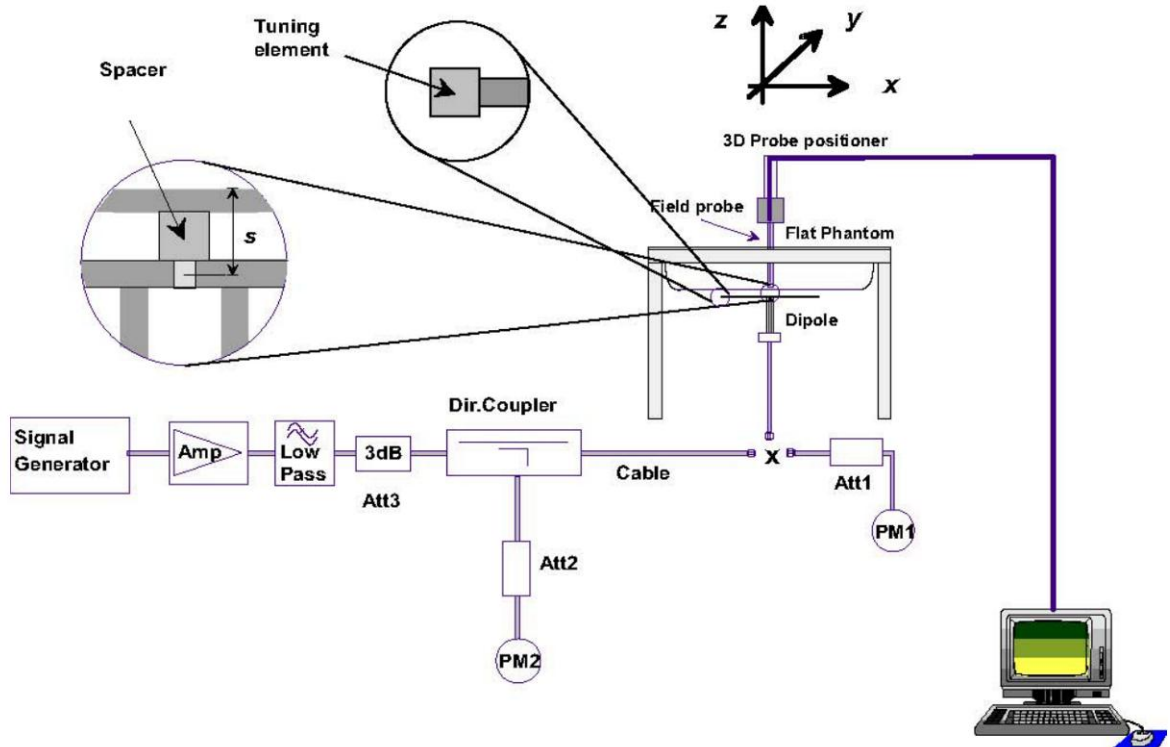 Tuning
element
Spacer
z
y
x
3D Probe positioner
Field probe
Flat Phantom
s
Dipole
Dir.Coupler
Signal
Generator
Amp
Low
Pass
3dB
Att3
Cable
x
Att1
PM1
Att2
PM2